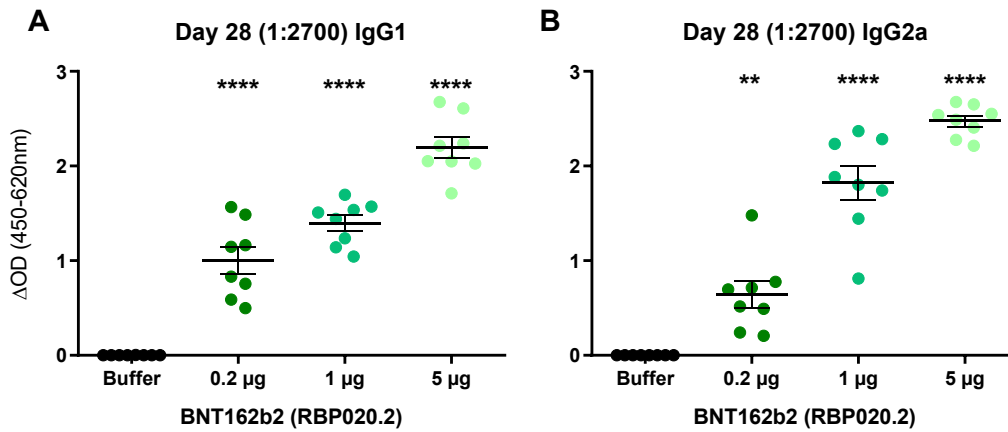 A
Day 28 (1:2700) IgG1
3
2
1
0
ΔOD (450-620nm)
**** **** ****
Buffer 0.2 µg 1 µg 5 µg
BNT162b2 (RBP020.2)
B
Day 28 (1:2700) IgG2a
3
2
1
0
** **** ****
Buffer 0.2 µg 1 µg 5 µg
BNT162b2 (RBP020.2)